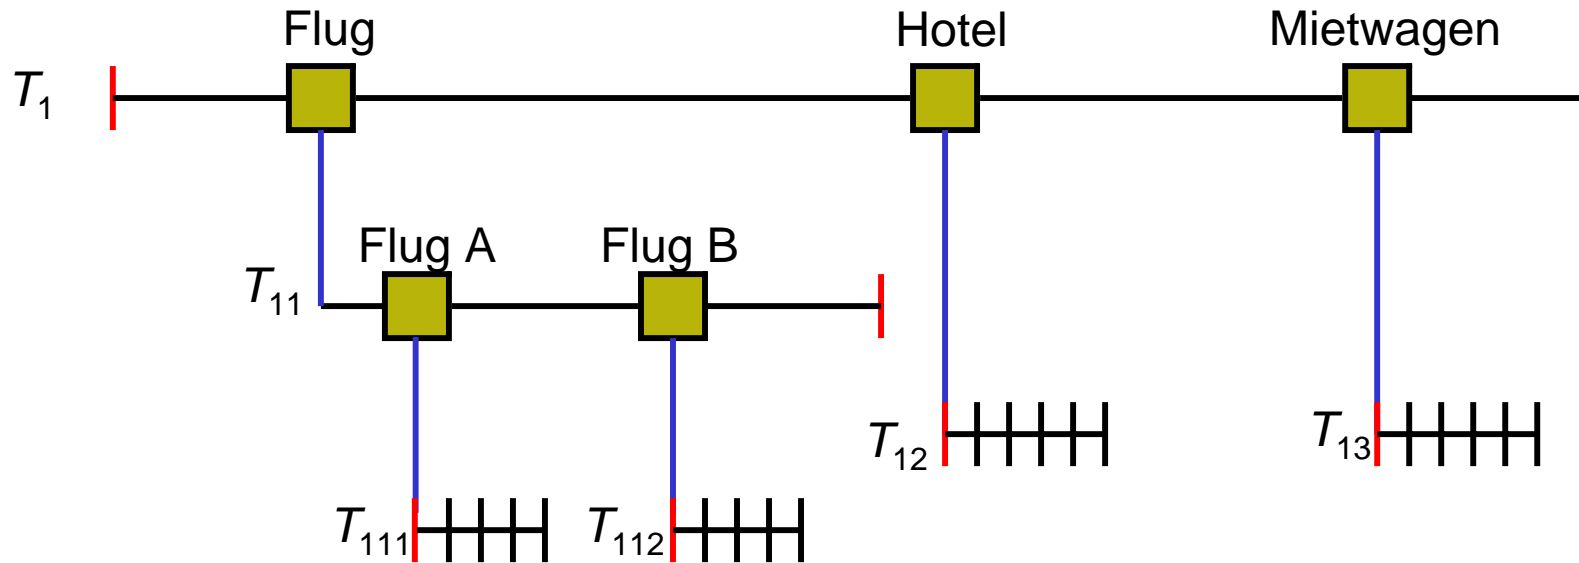 Flug
Hotel
Mietwagen
T1
Flug A
Flug B
T11
T12
T13
T111
T112